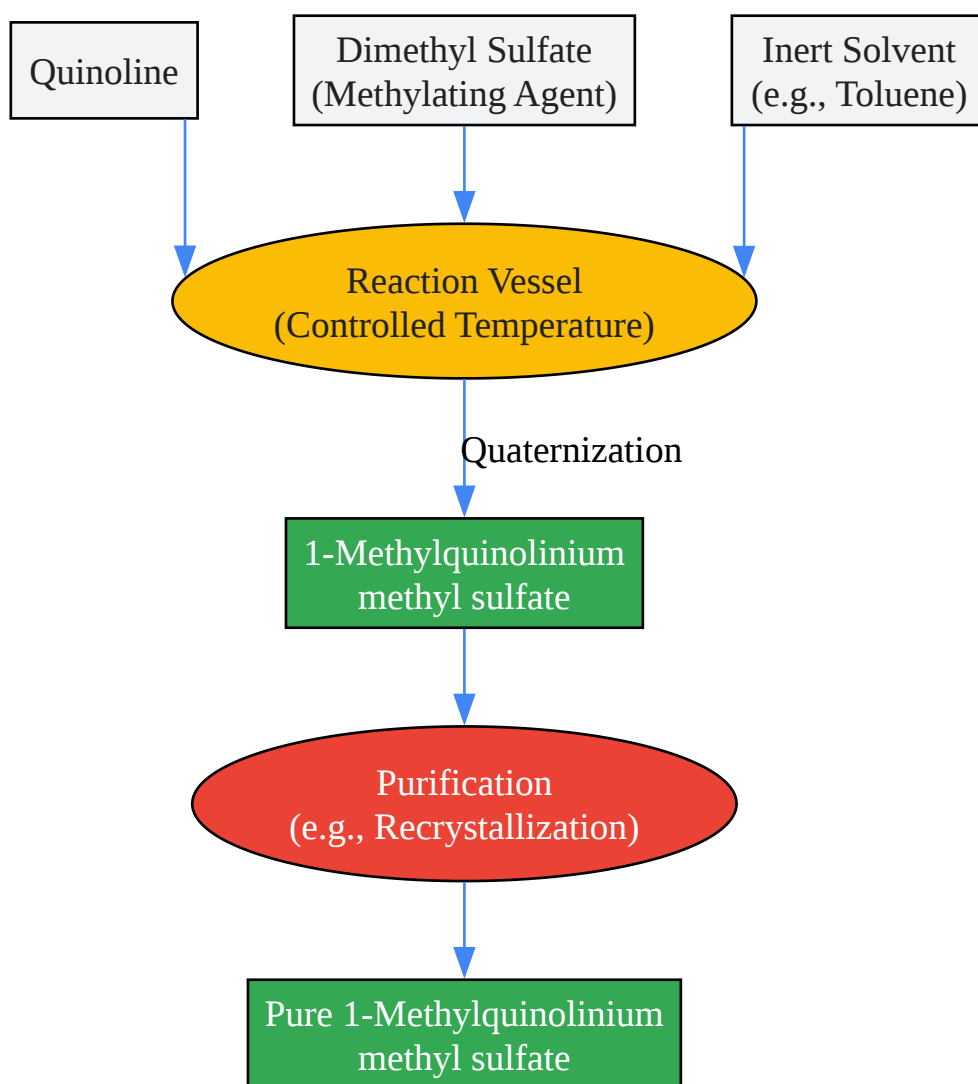 Quinoline
Dimethyl Sulfate
(Methylating Agent)
Inert Solvent
(e.g., Toluene)
Reaction Vessel
(Controlled Temperature)
Quaternization
1-Methylquinolinium
methyl sulfate
Purification
(e.g., Recrystallization)
Pure 1-Methylquinolinium
methyl sulfate